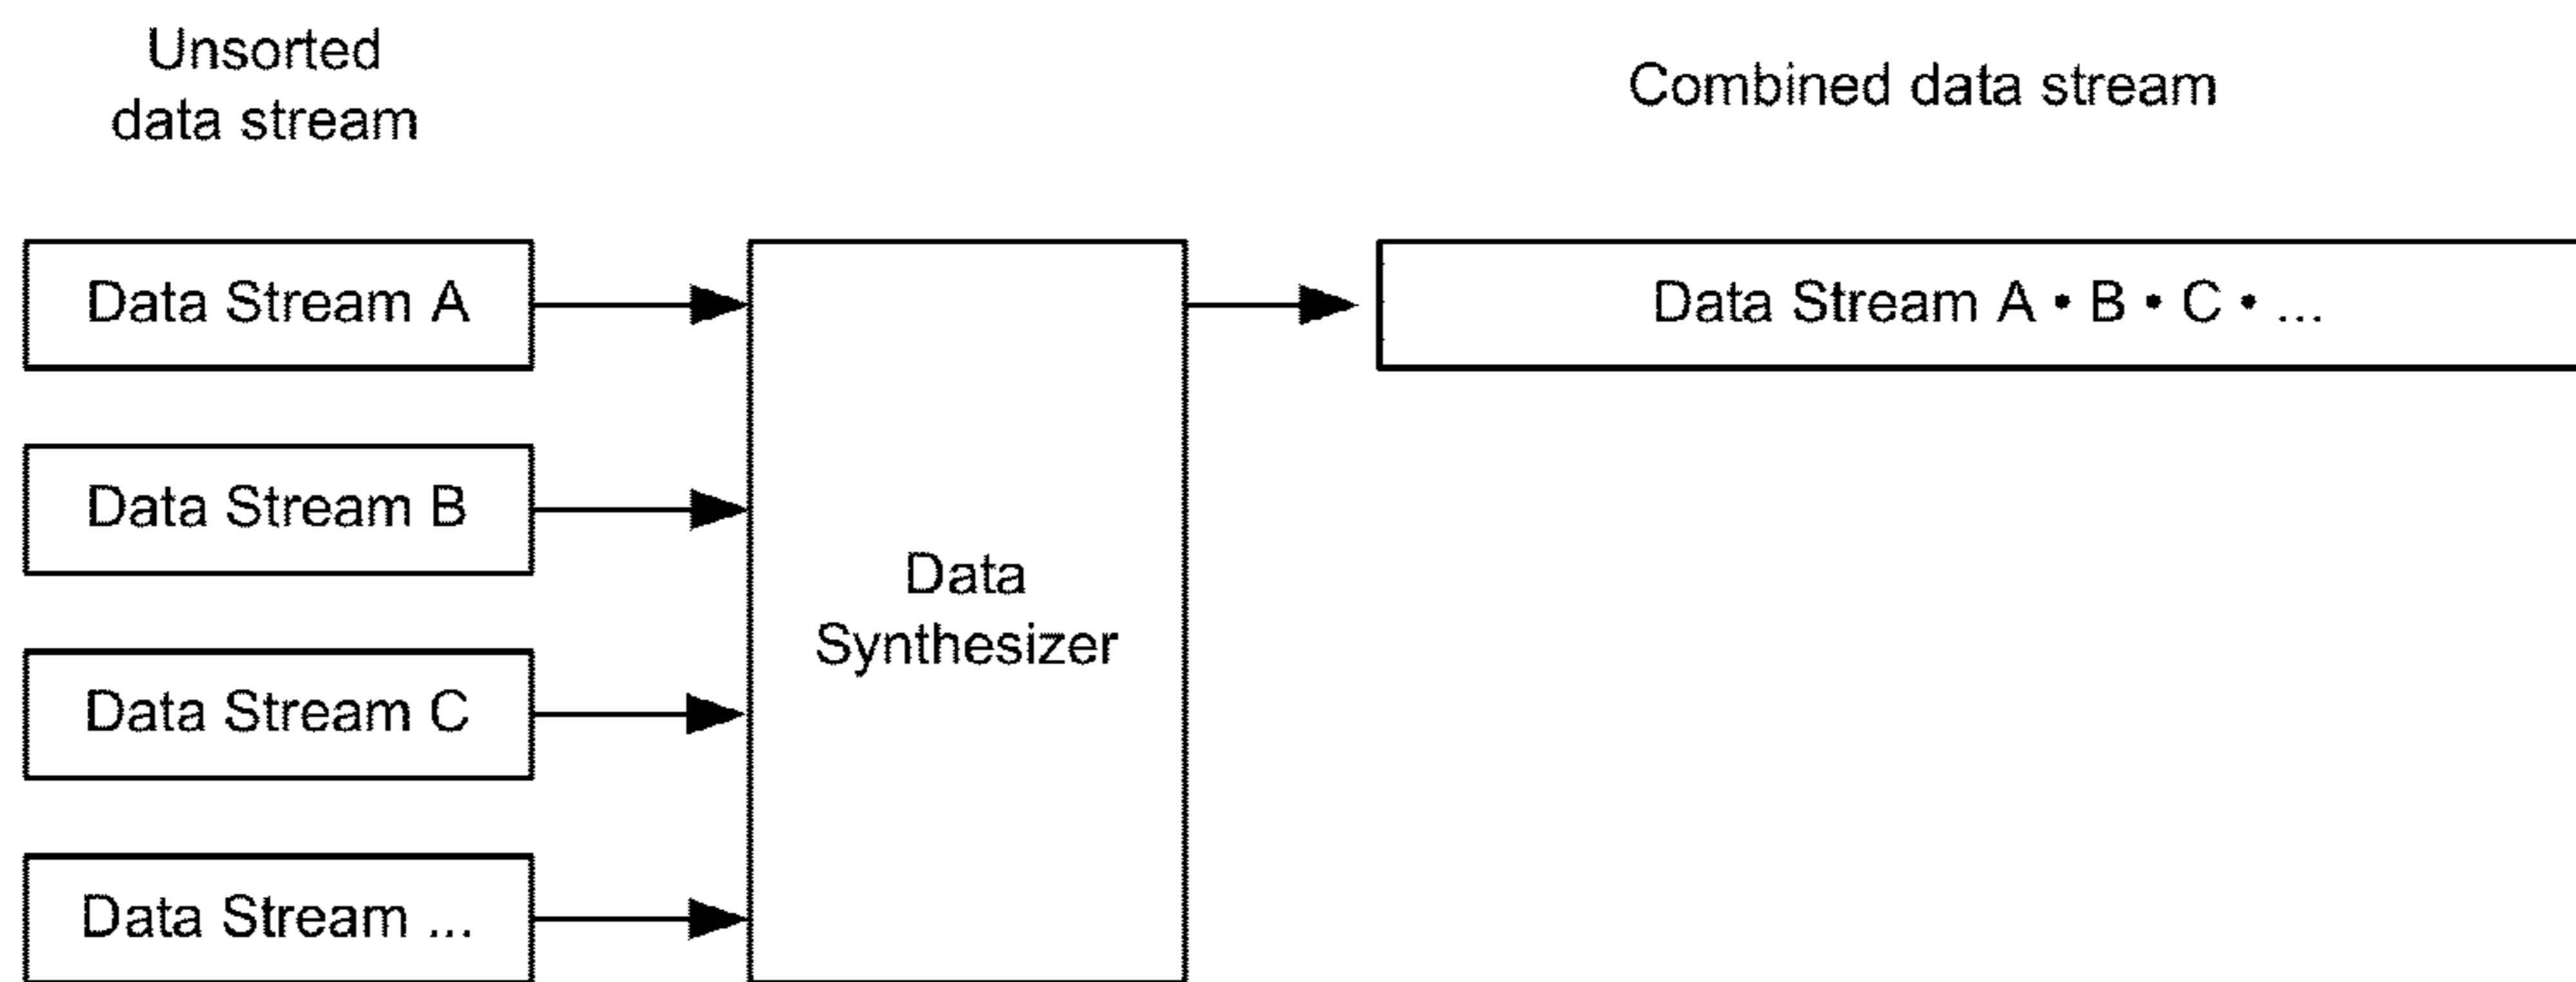 Unsorted
data stream
Combined data stream
Data Stream A
Data Stream A • B • C • ...
Data Stream B
Data
Synthesizer
Data Stream C
Data Stream ...